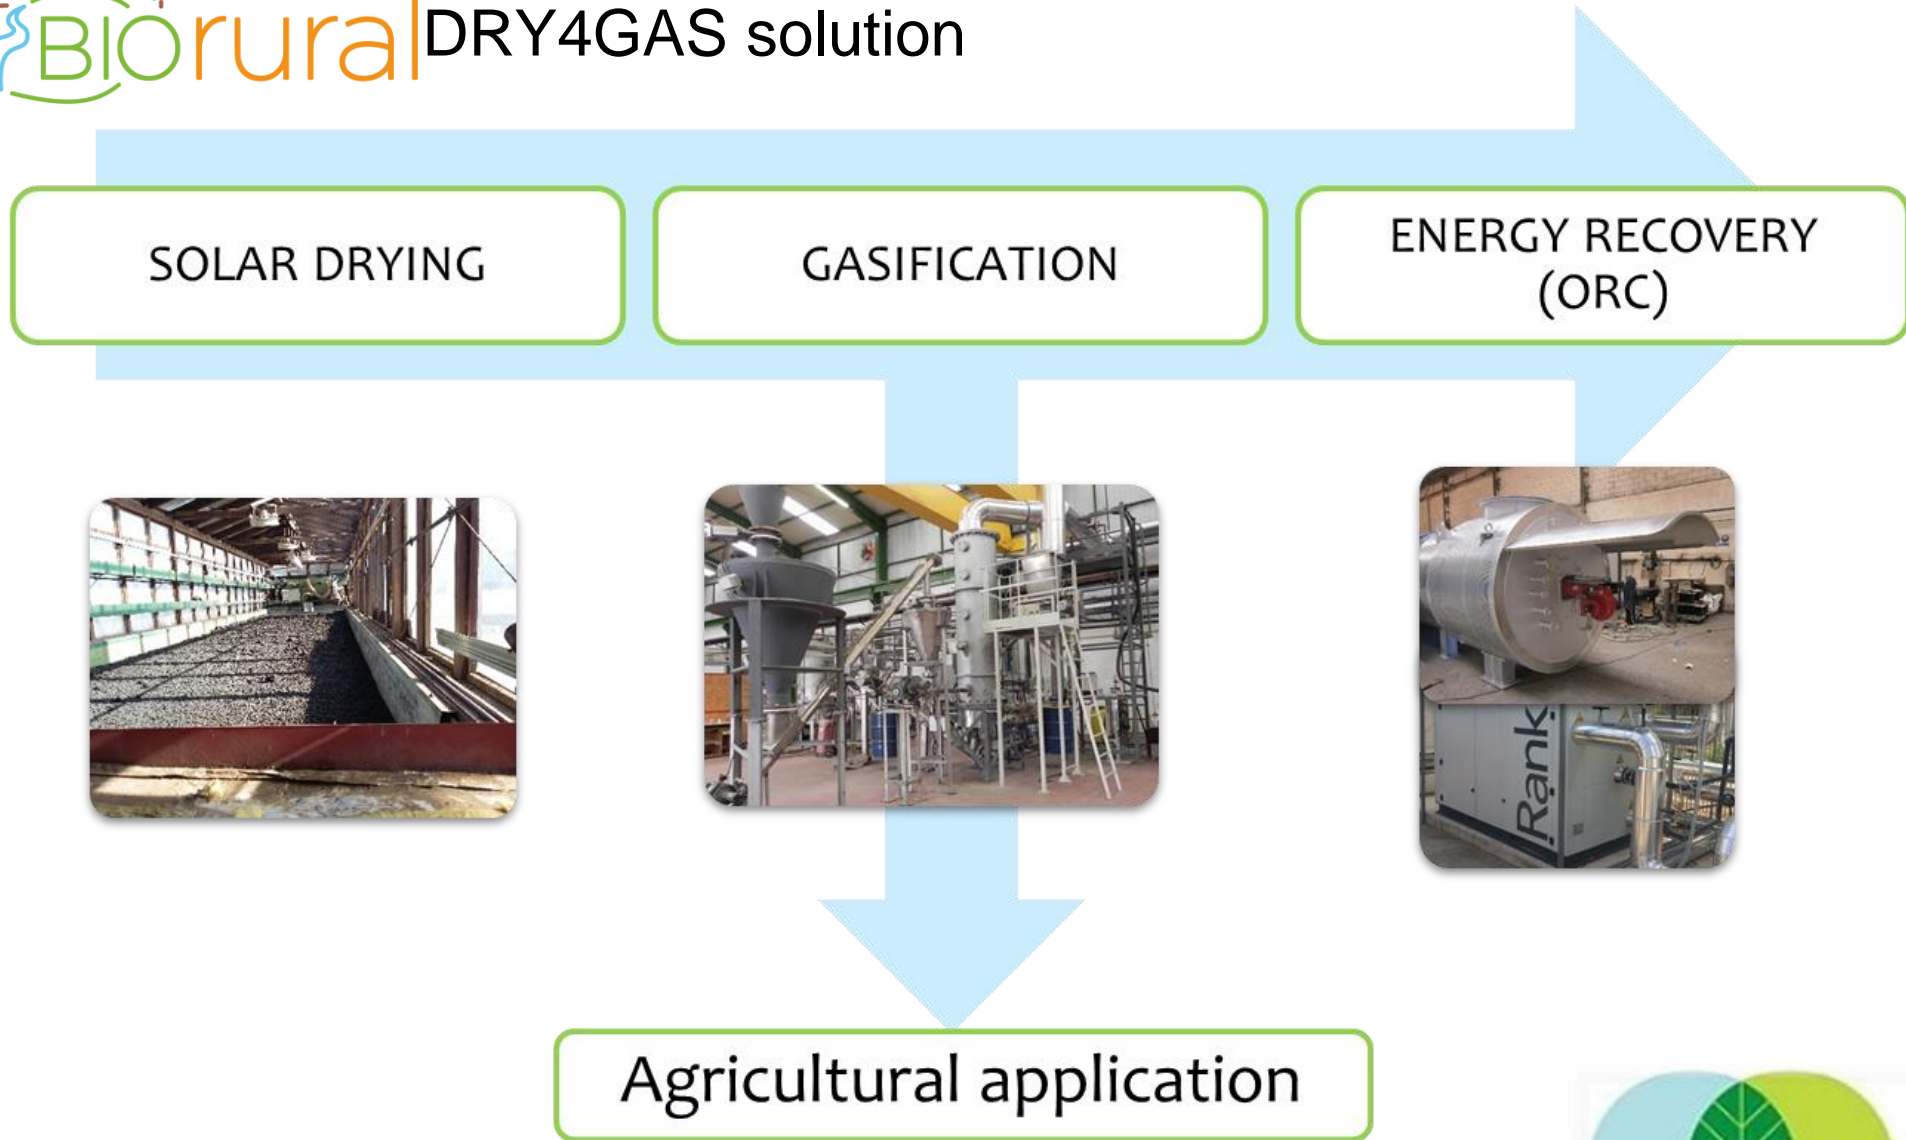 BIOrural DRY4GAS solution
SOLAR DRYING
GASIFICATION
ENERGY RECOVERY
(ORC)
Rank
Agricultural application